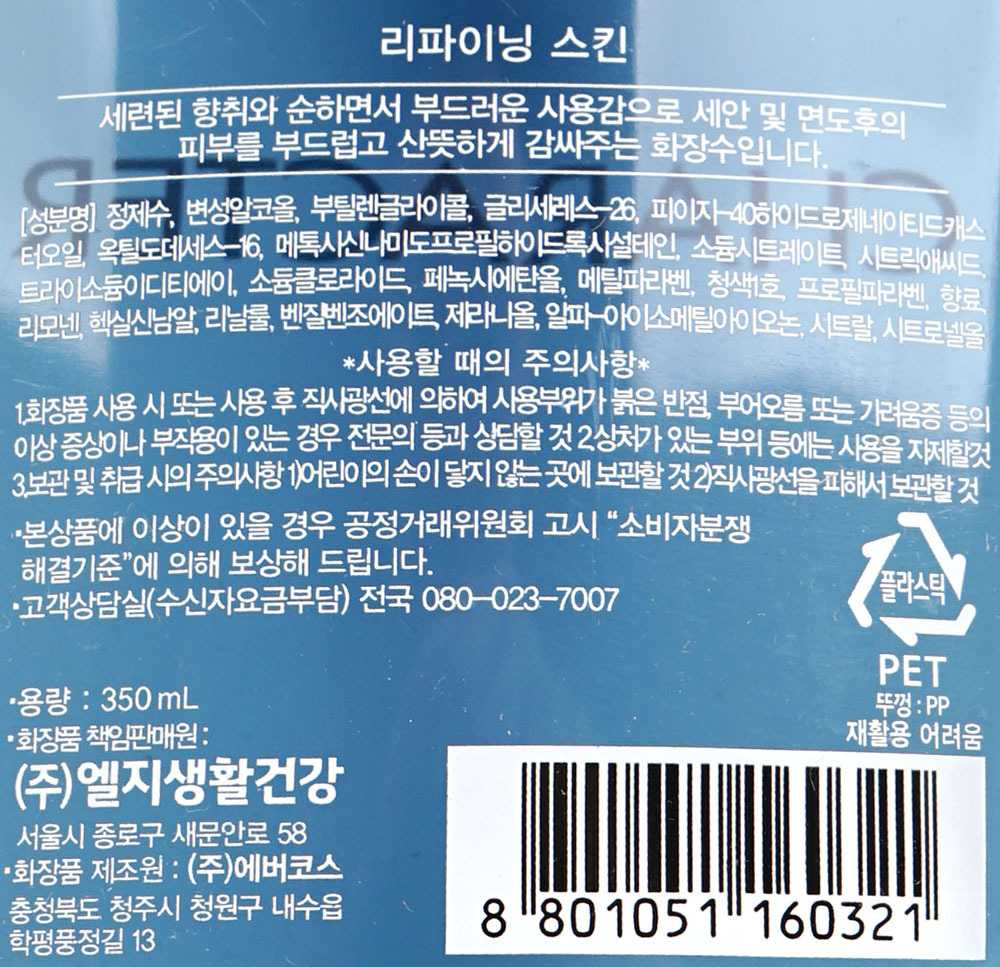 리파이닝 스킨
세련된 향취와 순하면서 부드러운 사용감으로 세안 및 면도후의
피부를 부드럽고 산뜻하게 감싸주는 화장수입니다.
[성분명] 정제수, 변성알코올, 부틸렌글라이콜, 글리세레스-26, 피이지-40하이드로제네이티드캐스
터오일, 옥틸도데세스-16, 메톡시신나미도프로필하이드록시설테인, 소듐시트레이트, 시트릭애씨드,
트라이소듐이디티에이, 소듐클로라이드, 페녹시에탄올, 메틸파라벤, 청색1호, 프로필파라벤, 향료,
리모넨, 헥실신남알, 리날룰, 벤질벤조에이트, 제라니올, 알파-아이소메틸아이오논, 시트랄, 시트로넬올
*사용할 때의 주의사항*
1.화장품 사용 시 또는 사용 후 직사광선에 의하여 사용부위가 붉은 반점, 부어오름 또는 가려움증 등의
이상 증상이나 부작용이 있는 경우 전문의 등과 상담할 것 2.상처가 있는 부위 등에는 사용을 자제할것
3.보관 및 취급 시의 주의사항 1)어린이의 손이 닿지 않는 곳에 보관할 것 2)직사광선을 피해서 보관할 것
·본상품에 이상이 있을 경우 공정거래위원회 고시 “소비자분쟁
해결기준”에 의해 보상해 드립니다.
·고객상담실(수신자요금부담) 전국 080-023-7007
플라스틱
PET
뚜껑 : PP
재활용 어려움
·용량 : 350 mL
·화장품 책임판매원 :
(주)엘지생활건강
서울시 종로구 새문안로 58
·화장품 제조원 : (주)에버코스
충청북도 청주시 청원구 내수읍
학평풍정길 13
8 801051 160321